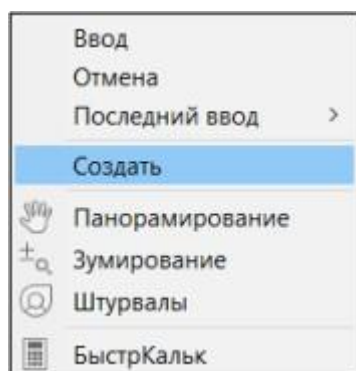 Ввод
Отмена
Последний ввод
Создать
Панорамирование
Зумирование
Штурвалы
БыстрКальк